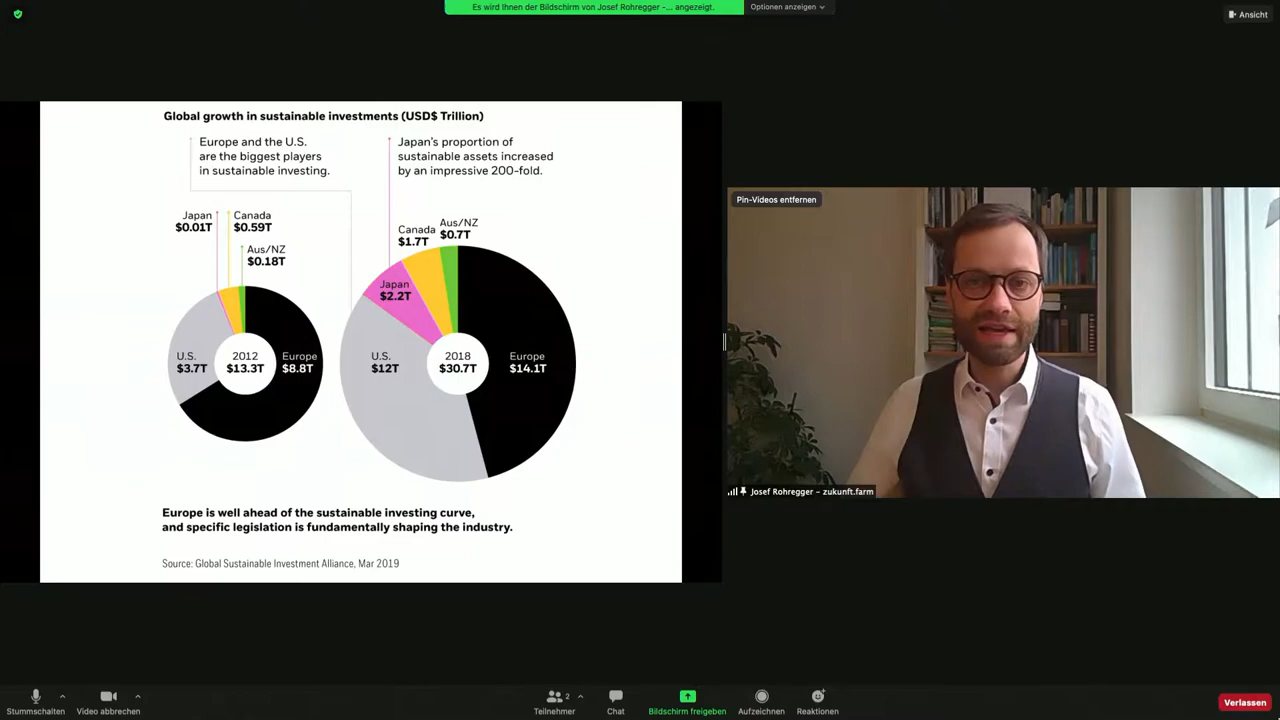 Es wird Ihnen der Bildschirm von Josef Rohregger -... angezeigt.
Optionen anzeigen
Ansicht
Global growth in sustainable investments (USD$ Trillion)
Europe and the U.S.
are the biggest players
in sustainable investing.
Japan's proportion of
sustainable assets increased
by an impressive 200-fold.
Japan
$0.01T
Canada
$0.59T
Aus/NZ
$0.18T
U.S.
$3.7T
2012
$13.3T
Europe
$8.8T
Canada
$1.7T
Aus/NZ
$0.7T
Japan
$2.2T
U.S.
$12T
2018
$30.7T
Europe
$14.1T
Europe is well ahead of the sustainable investing curve,
and specific legislation is fundamentally shaping the industry.
Source: Global Sustainable Investment Alliance, Mar 2019
Pin-Videos entfernen
Josef Rohregger – zukunft.farm
Stummschalten
Video abbrechen
2
Teilnehmer
Chat
Bildschirm freigeben
Aufzeichnen
Reaktionen
Verlassen